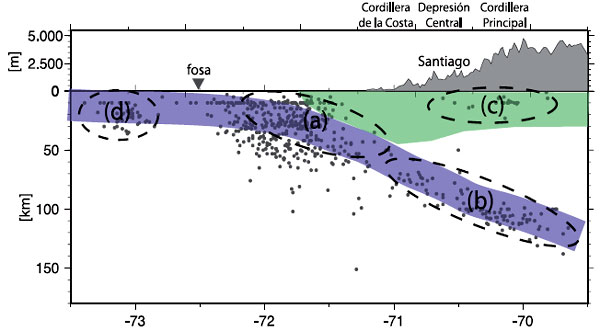 Cordillera Depresión Cordillera
de la Costa Central Principal
5.000
[m] 2.500
fosa
Santiago
0
(d)
(a)
(c)
50
[km] 100
(b)
150
-73 -72 -71 -70